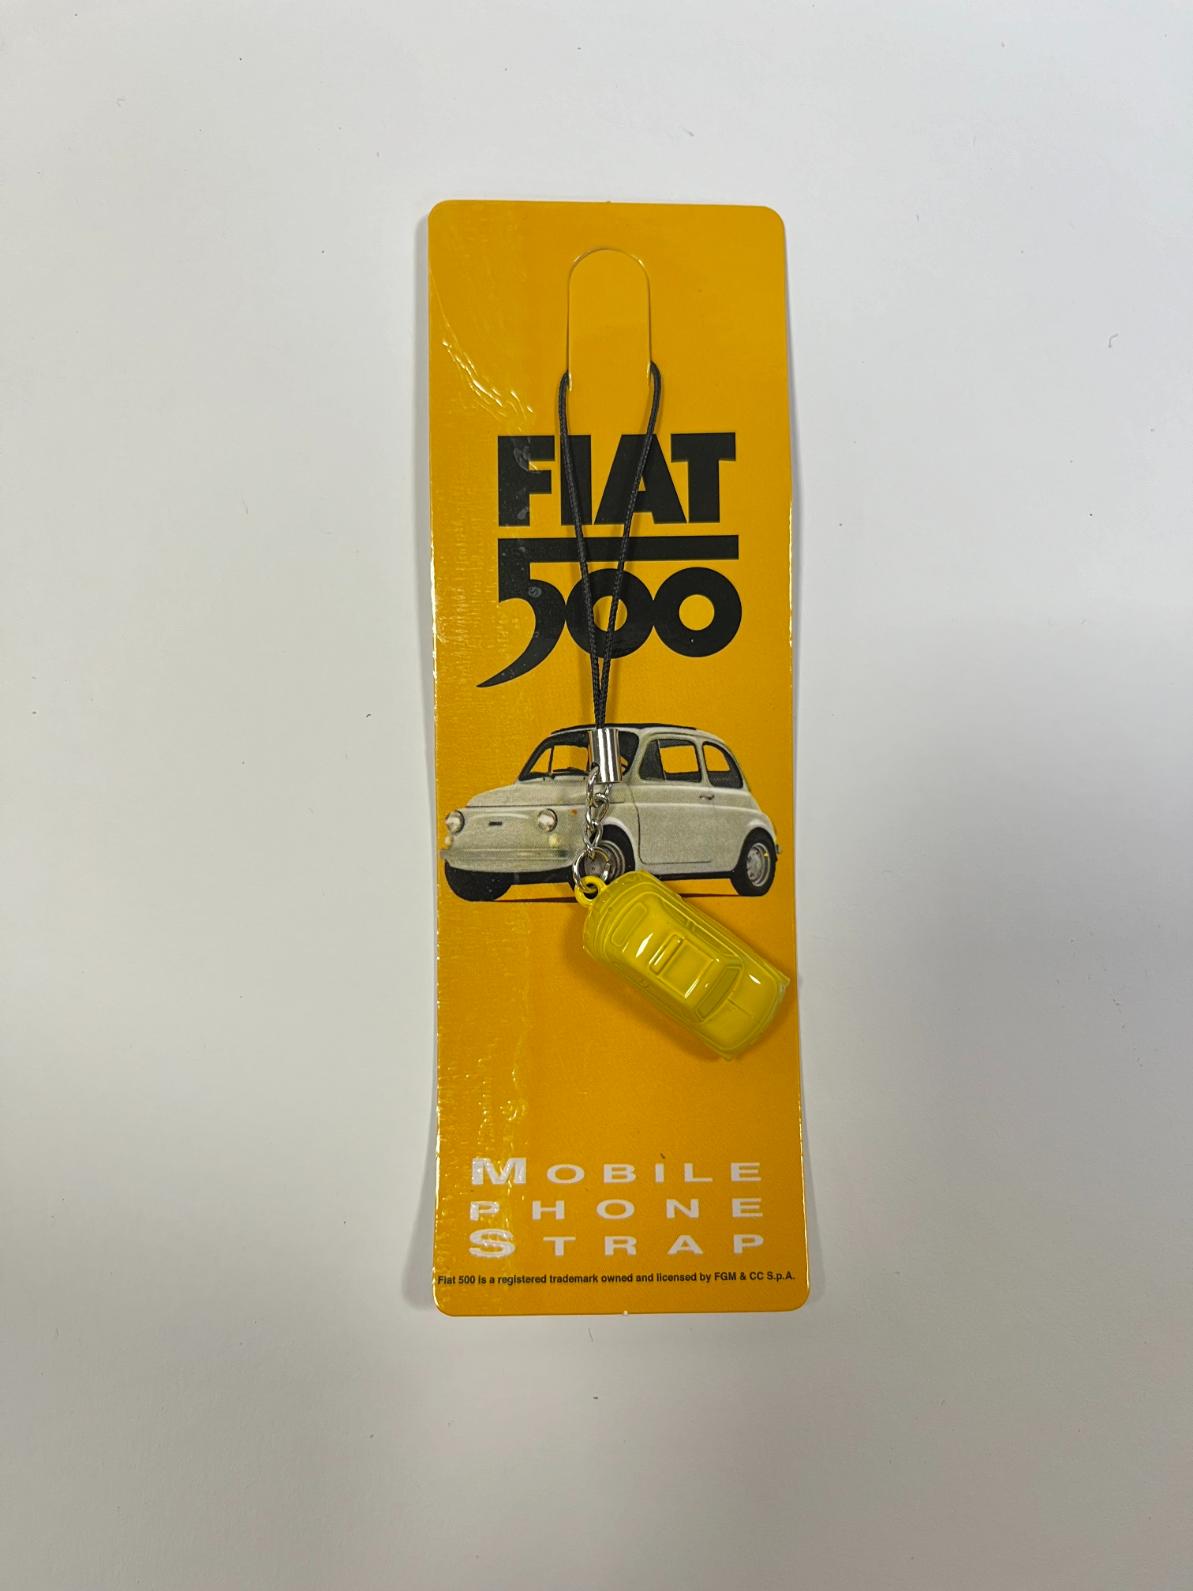 FIAT
500
MOBILE
PHONE
STRAP
Fiat 500 is a registered trademark owned and licensed by FGM & CC S.p.A.